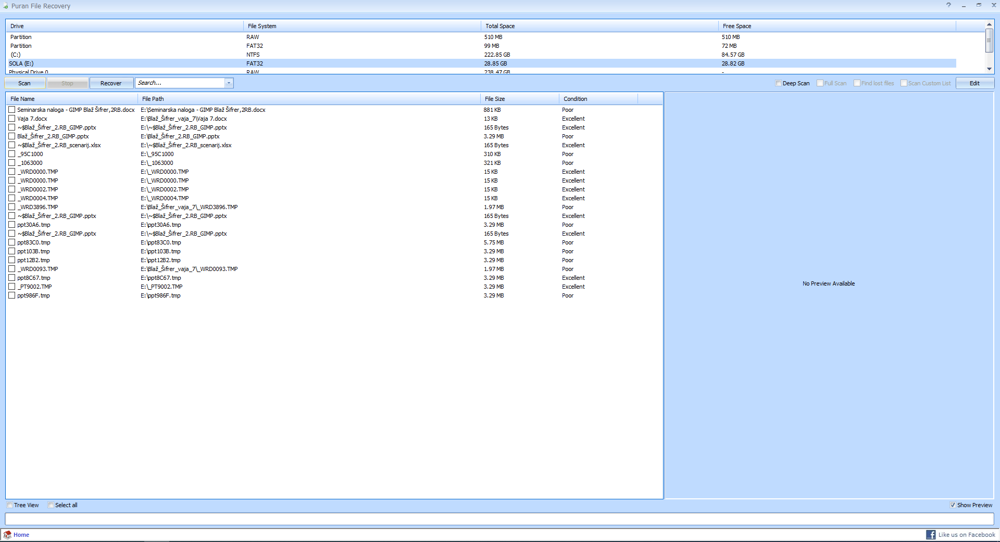 Puran File Recovery
Drive File System Total Space Free Space
Partition RAW 510 MB 510 MB
Partition FAT32 99 MB 72 MB
(C:) NTFS 222.85 GB 84.57 GB
SOLA (E:) FAT32 28.85 GB 28.82 GB
Physical Drive 0 RAW 238.47 GB -
Scan Stop Recover Search... Deep Scan Full Scan Find lost files Scan Custom List Edit
File Name File Path File Size Condition
Seminarska naloga - GIMP Blaž Šifrer,2RB.docx E:\Seminarska naloga - GIMP Blaž Šifrer,2RB.docx 881 KB Poor
Vaja 7.docx E:\Blaž_Šifrer_vaja_7\Vaja 7.docx 13 KB Excellent
~$Blaž_Šifrer_2.RB_GIMP.pptx E:\~$Blaž_Šifrer_2.RB_GIMP.pptx 165 Bytes Excellent
Blaž_Šifrer_2.RB_GIMP.pptx E:\Blaž_Šifrer_2.RB_GIMP.pptx 3.29 MB Poor
~$Blaž_Šifrer_2.RB_scenarij.xlsx E:\~$Blaž_Šifrer_2.RB_scenarij.xlsx 165 Bytes Excellent
_95C1000 E:\_95C1000 310 KB Poor
_1063000 E:\_1063000 321 KB Poor
_WRD0000.TMP E:\_WRD0000.TMP 15 KB Excellent
_WRD0000.TMP E:\_WRD0000.TMP 15 KB Excellent
_WRD0002.TMP E:\_WRD0002.TMP 15 KB Excellent
_WRD0004.TMP E:\_WRD0004.TMP 15 KB Excellent
_WRD3896.TMP E:\Blaž_Šifrer_vaja_7\_WRD3896.TMP 1.97 MB Poor
~$Blaž_Šifrer_2.RB_GIMP.pptx E:\~$Blaž_Šifrer_2.RB_GIMP.pptx 165 Bytes Excellent
ppt30A6.tmp E:\ppt30A6.tmp 3.29 MB Poor
~$Blaž_Šifrer_2.RB_GIMP.pptx E:\~$Blaž_Šifrer_2.RB_GIMP.pptx 165 Bytes Excellent
ppt83C0.tmp E:\ppt83C0.tmp 5.75 MB Poor
ppt103B.tmp E:\ppt103B.tmp 3.29 MB Poor
ppt12B2.tmp E:\ppt12B2.tmp 3.29 MB Poor
_WRD0093.TMP E:\Blaž_Šifrer_vaja_7\_WRD0093.TMP 1.97 MB Poor
ppt8C67.tmp E:\ppt8C67.tmp 3.29 MB Excellent
_PT9002.TMP E:\_PT9002.TMP 3.29 MB Excellent
ppt986F.tmp E:\ppt986F.tmp 3.29 MB Poor
No Preview Available
Tree View Select all Show Preview
Home Like us on Facebook